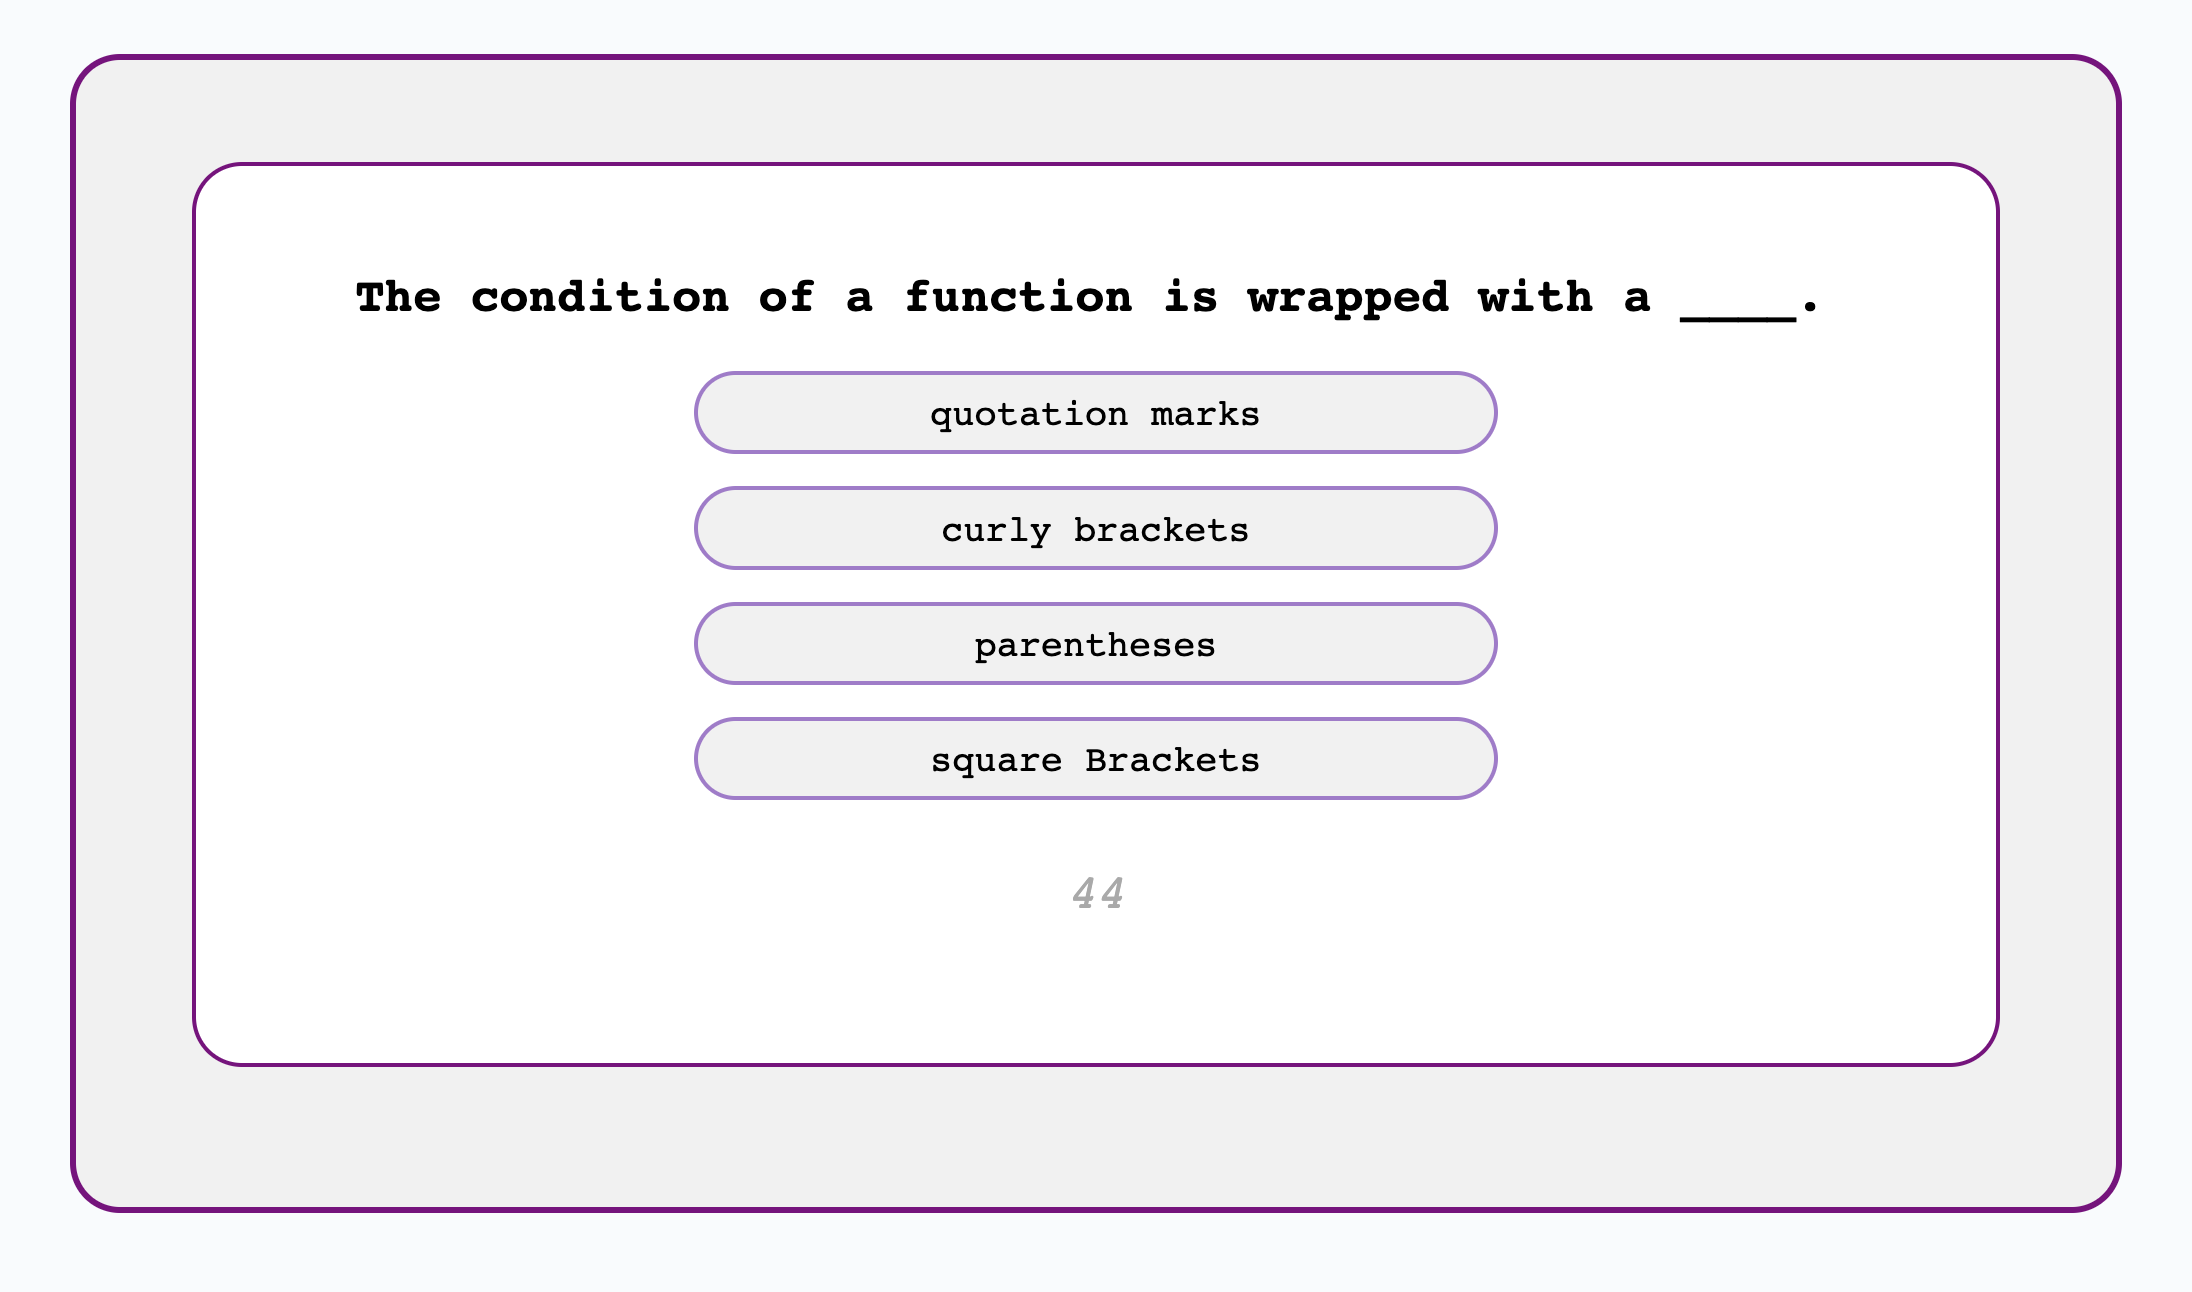 The condition of a function is wrapped with a ____.
quotation marks
curly brackets
parentheses
square Brackets
44